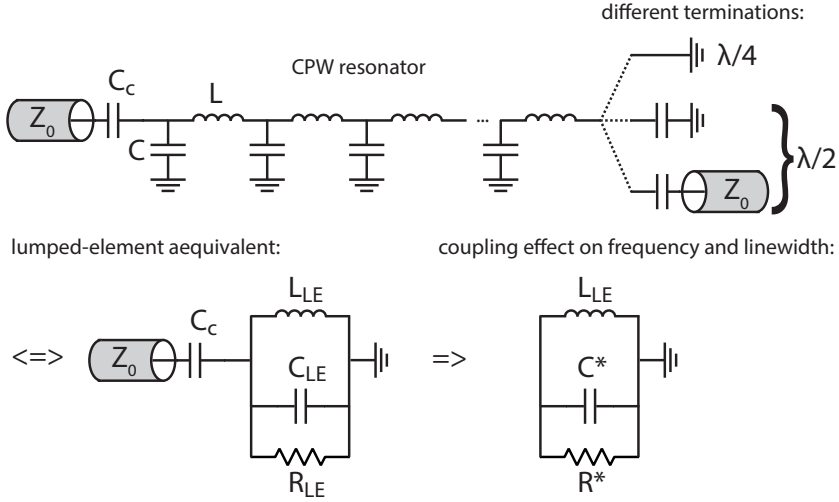 different terminations:
λ/4
CPW resonator
C_c
L
Z_0
C
...
λ/2
Z_0
lumped-element aequivalent:
coupling effect on frequency and linewidth:
L_LE
L_LE
C_c
<=>
Z_0
C_LE
=>
C*
R_LE
R*